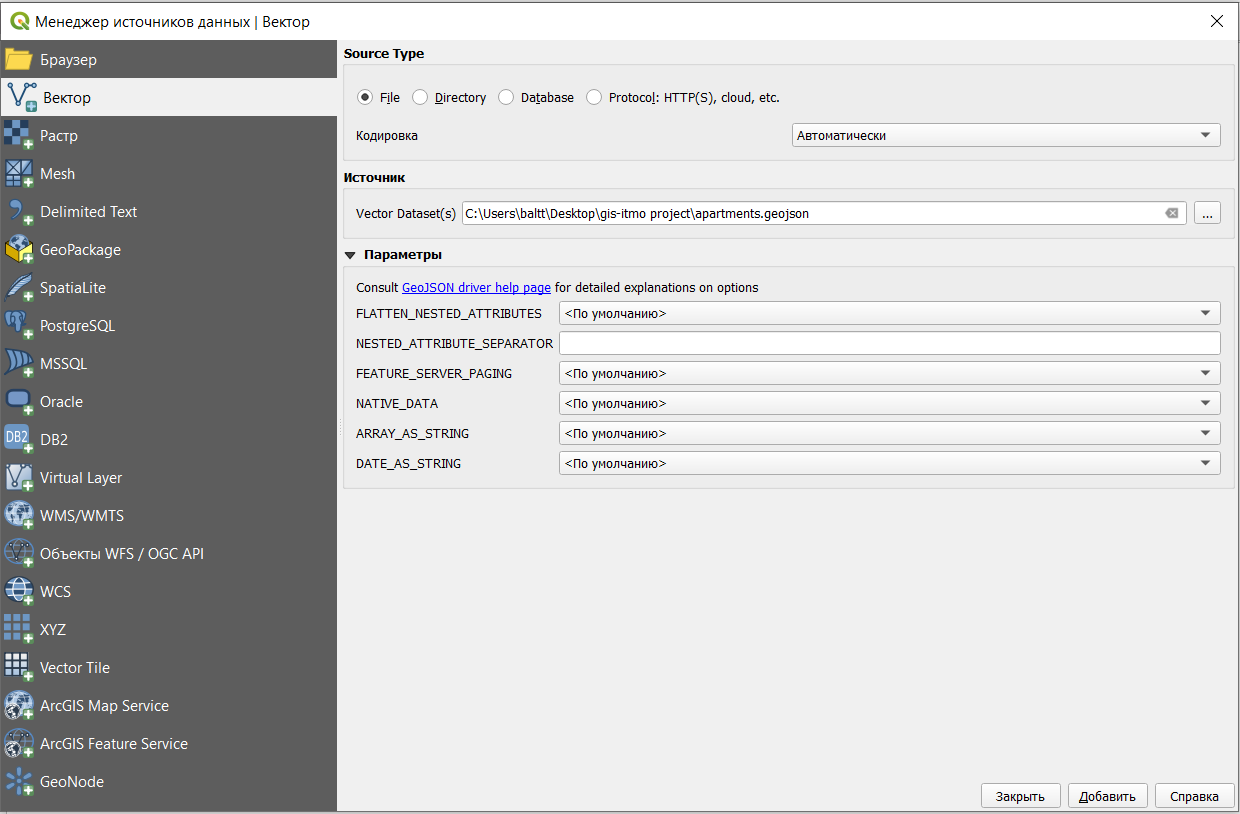 Менеджер источников данных | Вектор
Браузер
Вектор
Растр
Mesh
Delimited Text
GeoPackage
SpatiaLite
PostgreSQL
MSSQL
Oracle
DB2
DB2
Virtual Layer
WMS/WMTS
Объекты WFS / OGC API
WCS
XYZ
Vector Tile
ArcGIS Map Service
ArcGIS Feature Service
GeoNode
Source Type
File Directory Database Protocol: HTTP(S), cloud, etc.
Кодировка Автоматически
Источник
Vector Dataset(s) C:\Users\baltt\Desktop\gis-itmo project\apartments.geojson ...
Параметры
Consult GeoJSON driver help page for detailed explanations on options
FLATTEN_NESTED_ATTRIBUTES <По умолчанию>
NESTED_ATTRIBUTE_SEPARATOR
FEATURE_SERVER_PAGING <По умолчанию>
NATIVE_DATA <По умолчанию>
ARRAY_AS_STRING <По умолчанию>
DATE_AS_STRING <По умолчанию>
Закрыть Добавить Справка